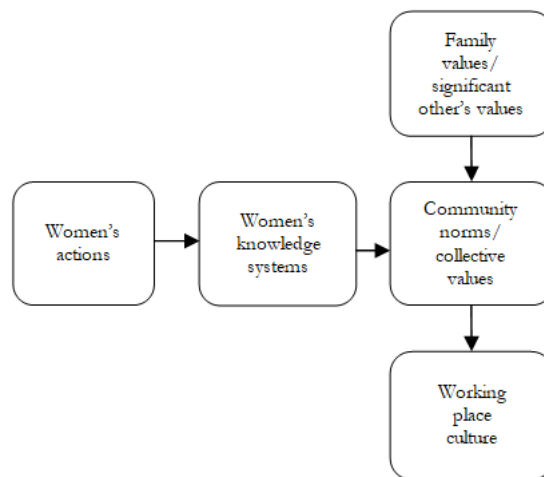 Family
values/
significant
other's values
Women's
actions
Women's
knowledge
systems
Community
norms/
collective
values
Working
place
culture